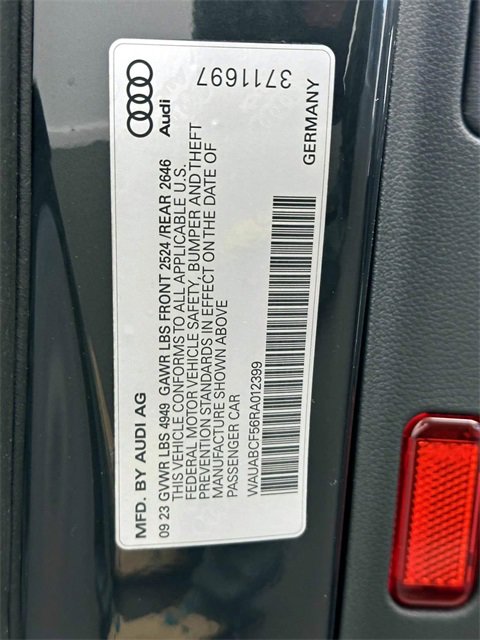 MFD. BY AUDI AG
09 23 GVWR LBS 4949 GAWR LBS FRONT 2524 /REAR 2646
THIS VEHICLE CONFORMS TO ALL APPLICABLE U.S.
FEDERAL MOTOR VEHICLE SAFETY, BUMPER AND THEFT
PREVENTION STANDARDS IN EFFECT ON THE DATE OF
MANUFACTURE SHOWN ABOVE
PASSENGER CAR
WAUABCF56RA012399
Audi
3711697
GERMANY